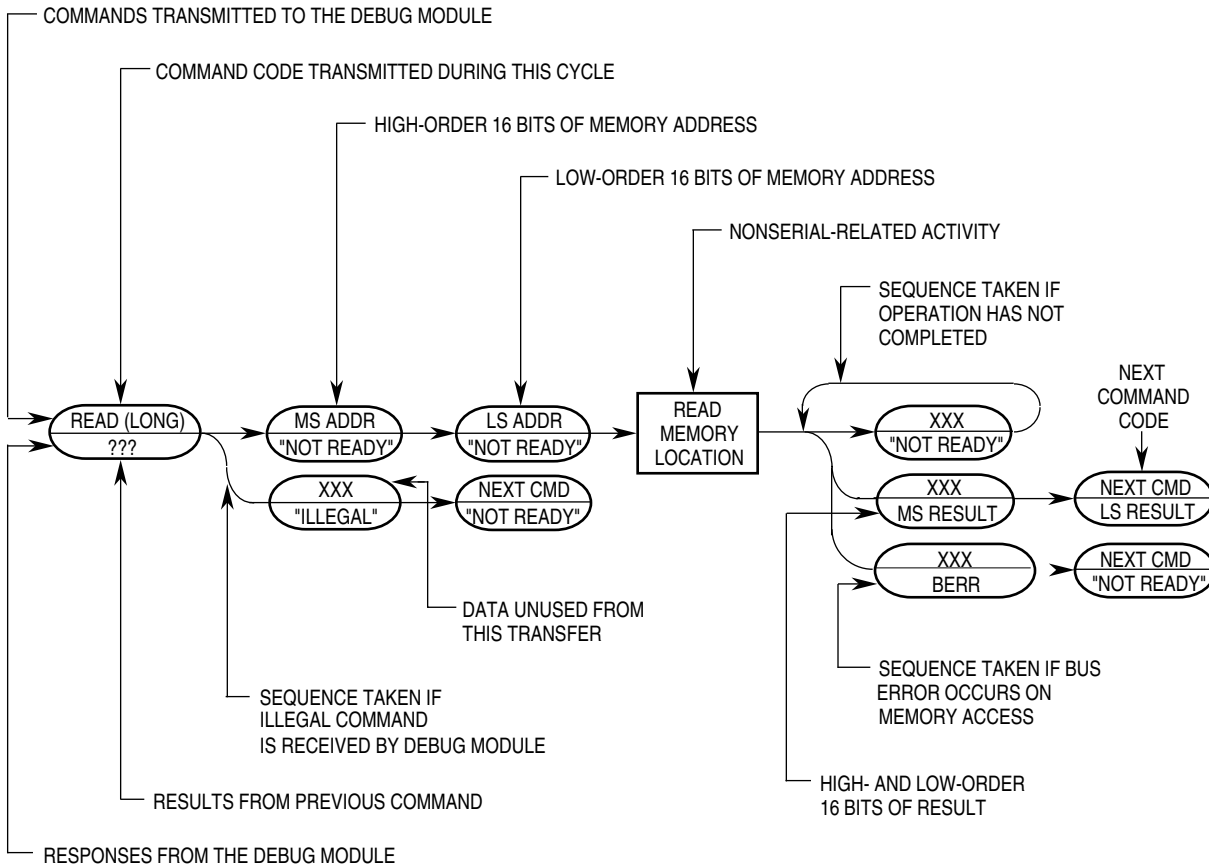 COMMANDS TRANSMITTED TO THE DEBUG MODULE
COMMAND CODE TRANSMITTED DURING THIS CYCLE
HIGH-ORDER 16 BITS OF MEMORY ADDRESS
LOW-ORDER 16 BITS OF MEMORY ADDRESS
NONSERIAL-RELATED ACTIVITY
SEQUENCE TAKEN IF
OPERATION HAS NOT
COMPLETED
NEXT
COMMAND
CODE
READ (LONG)
???
MS ADDR
"NOT READY"
LS ADDR
"NOT READY"
READ
MEMORY
LOCATION
XXX
"NOT READY"
XXX
"ILLEGAL"
NEXT CMD
"NOT READY"
XXX
MS RESULT
NEXT CMD
LS RESULT
XXX
BERR
NEXT CMD
"NOT READY"
DATA UNUSED FROM
THIS TRANSFER
SEQUENCE TAKEN IF BUS
ERROR OCCURS ON
MEMORY ACCESS
SEQUENCE TAKEN IF
ILLEGAL COMMAND
IS RECEIVED BY DEBUG MODULE
HIGH- AND LOW-ORDER
16 BITS OF RESULT
RESULTS FROM PREVIOUS COMMAND
RESPONSES FROM THE DEBUG MODULE